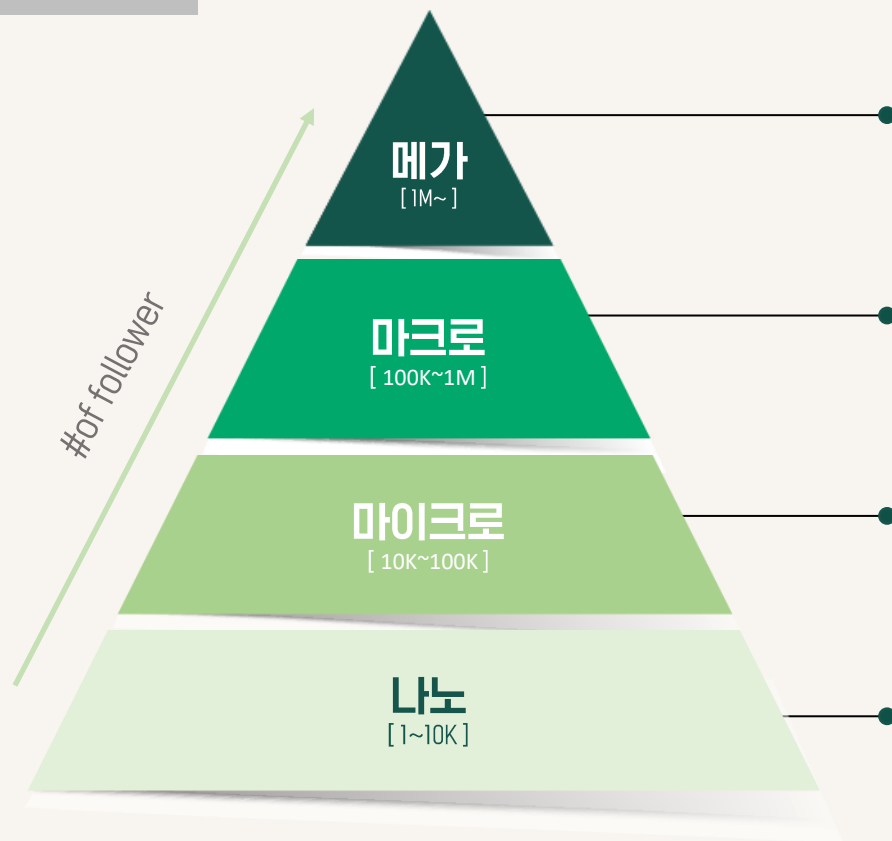 메가
[ 1M~ ]
마크로
[ 100K~1M ]
#of follower
마이크로
[ 10K~100K ]
나노
[ 1~10K ]